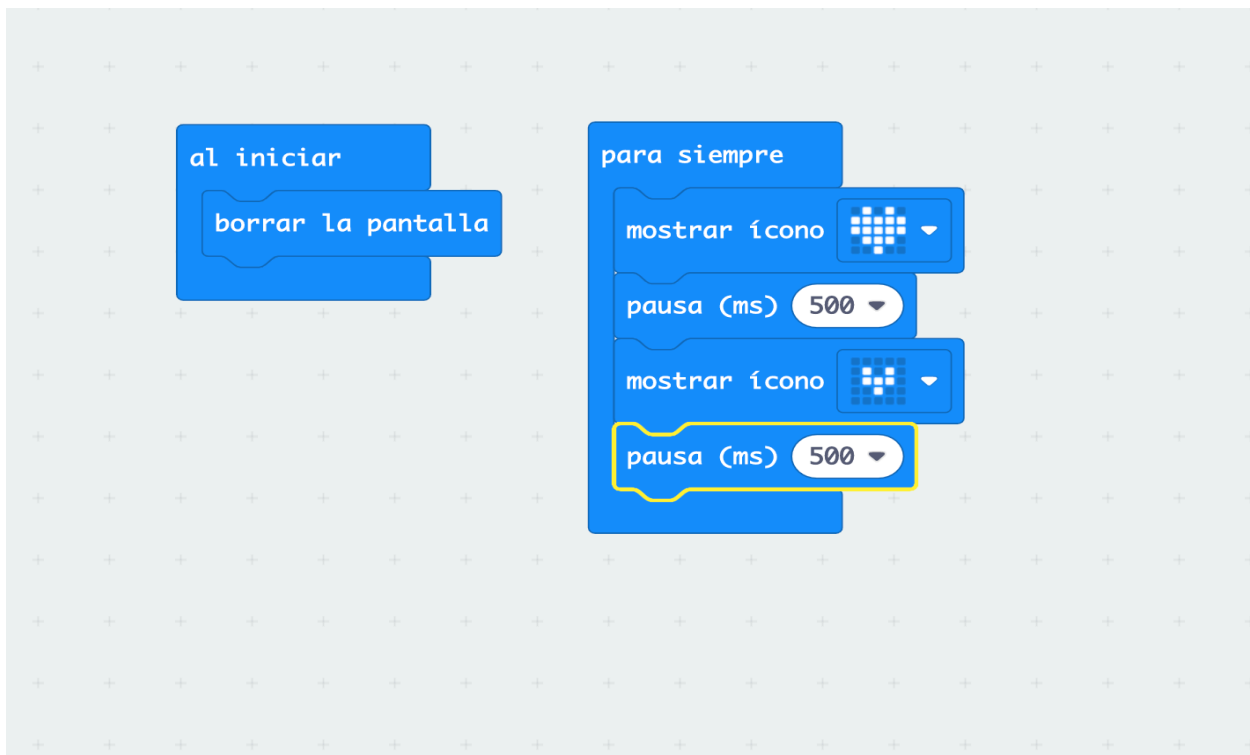 al iniciar
borrar la pantalla
para siempre
mostrar ícono
pausa (ms) 500
mostrar ícono
pausa (ms) 500